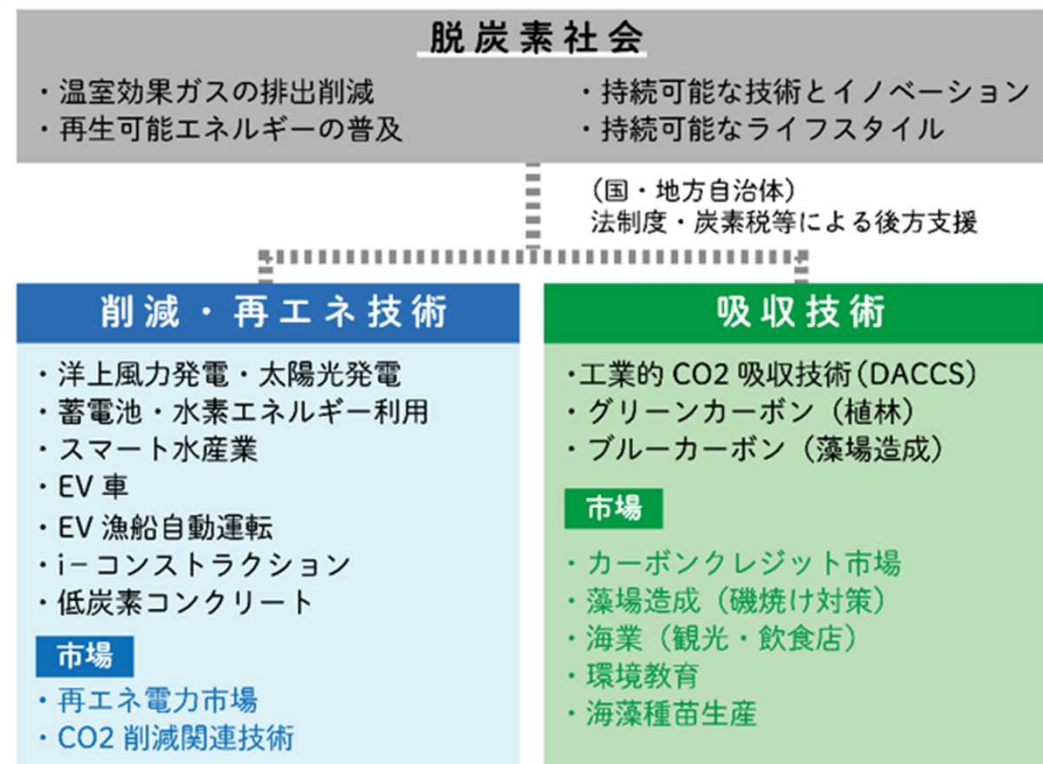 脱炭素社会
・温室効果ガスの排出削減
・再生可能エネルギーの普及
・持続可能な技術とイノベーション
・持続可能なライフスタイル
（国・地方自治体）
法制度・炭素税等による後方支援
削減・再エネ技術
・洋上風力発電・太陽光発電
・蓄電池・水素エネルギー利用
・スマート水産業
・EV 車
・EV 漁船自動運転
・i−コンストラクション
・低炭素コンクリート
市場
・再エネ電力市場
・CO2 削減関連技術
吸収技術
・工業的 CO2 吸収技術（DACCS）
・グリーンカーボン（植林）
・ブルーカーボン（藻場造成）
市場
・カーボンクレジット市場
・藻場造成（磯焼け対策）
・海業（観光・飲食店）
・環境教育
・海藻種苗生産